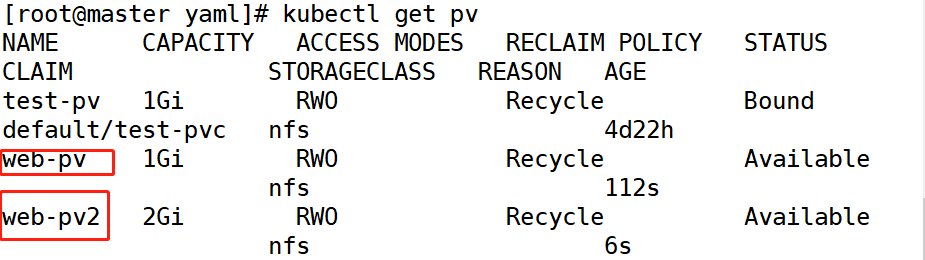 [root@master yaml]# kubectl get pv
NAME CAPACITY ACCESS MODES RECLAIM POLICY STATUS
CLAIM STORAGECLASS REASON AGE
test-pv 1Gi RWO Recycle Bound
default/test-pvc nfs 4d22h
web-pv 1Gi RWO Recycle Available
nfs 112s
web-pv2 2Gi RWO Recycle Available
nfs 6s